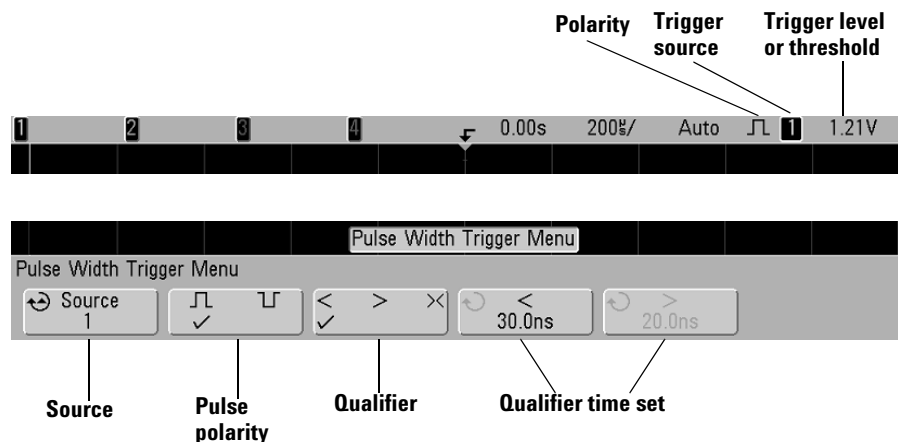 Polarity Trigger source Trigger level or threshold
1 2 3 4 0.00s 200㎱/ Auto 1 1.21V
Pulse Width Trigger Menu
Pulse Width Trigger Menu
Source 1
< > ><
< 30.0ns
> 20.0ns
Source
Pulse polarity
Qualifier
Qualifier time set